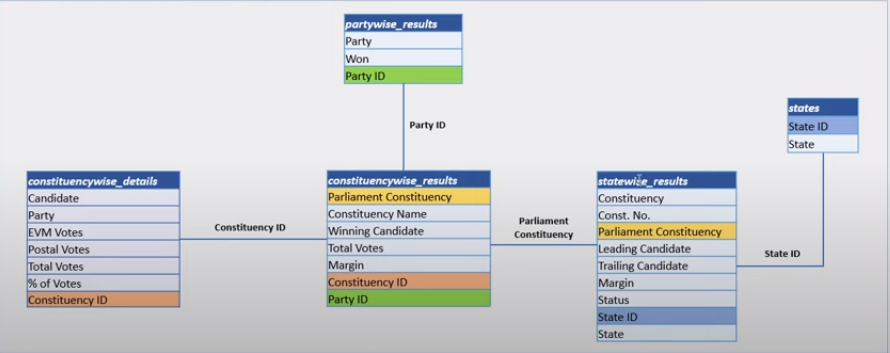 partywise_results
Party
Won
Party ID
Party ID
states
State ID
State
constituencywise_details
Candidate
Party
EVM Votes
Postal Votes
Total Votes
% of Votes
Constituency ID
Constituency ID
constituencywise_results
Parliament Constituency
Constituency Name
Winning Candidate
Total Votes
Margin
Constituency ID
Party ID
Parliament
Constituency
statewise_results
Constituency
Const. No.
Parliament Constituency
Leading Candidate
Trailing Candidate
Margin
Status
State ID
State
State ID